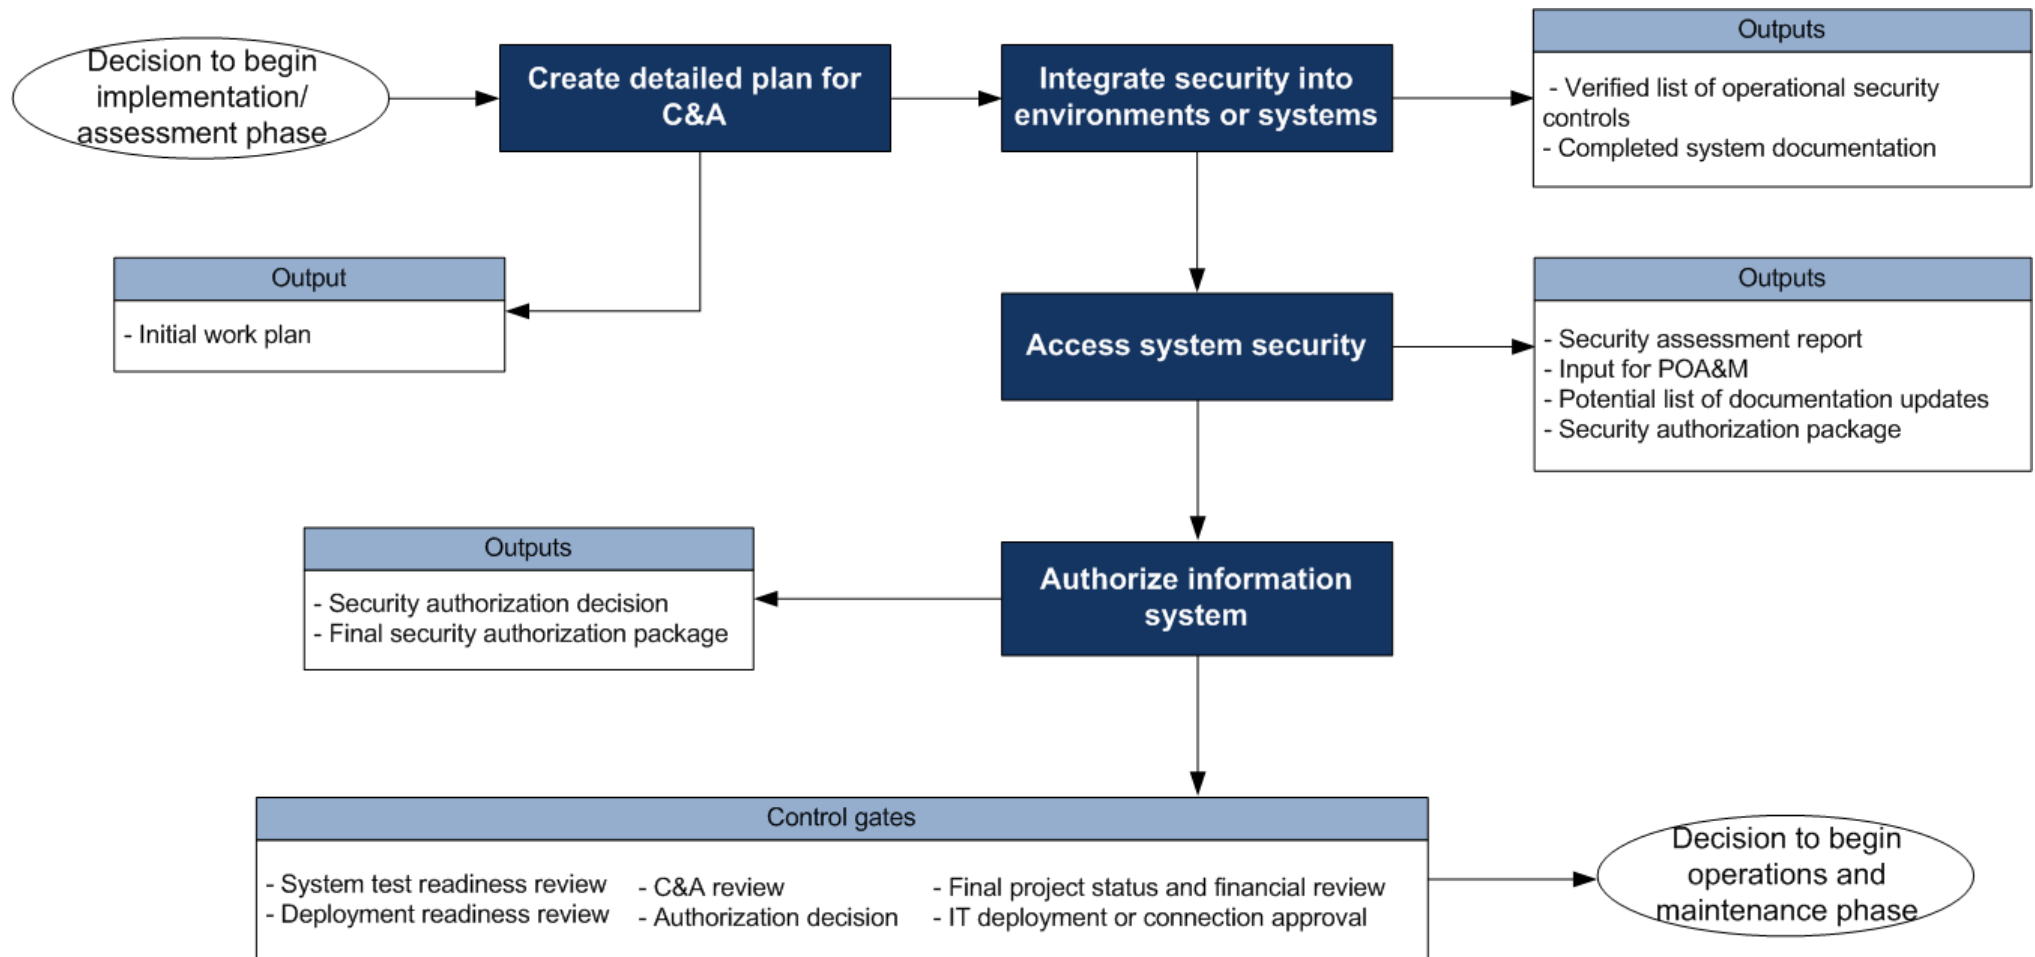 Decision to begin
implementation/
assessment phase
Create detailed plan for
C&A
Integrate security into
environments or systems
Outputs
- Verified list of operational security
controls
- Completed system documentation
Output
- Initial work plan
Access system security
Outputs
- Security assessment report
- Input for POA&M
- Potential list of documentation updates
- Security authorization package
Outputs
- Security authorization decision
- Final security authorization package
Authorize information
system
Control gates
- System test readiness review
- Deployment readiness review
- C&A review
- Authorization decision
- Final project status and financial review
- IT deployment or connection approval
Decision to begin
operations and
maintenance phase